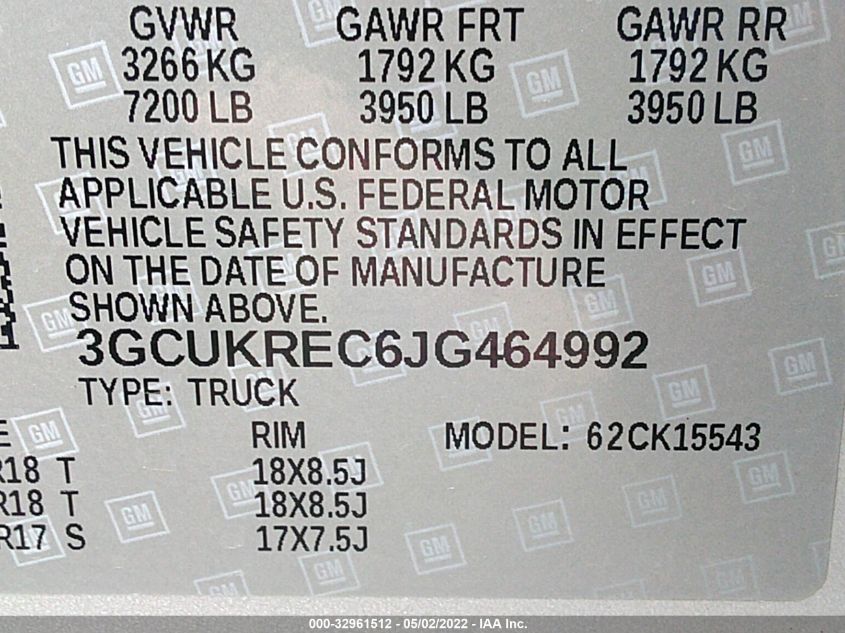 GVWR GAWR FRT GAWR RR
3266 KG 1792 KG 1792 KG
7200 LB 3950 LB 3950 LB
THIS VEHICLE CONFORMS TO ALL
APPLICABLE U.S. FEDERAL MOTOR
VEHICLE SAFETY STANDARDS IN EFFECT
ON THE DATE OF MANUFACTURE
SHOWN ABOVE.
3GCUKREC6JG464992
TYPE: TRUCK
E RIM MODEL: 62CK15543
R18 T 18X8.5J
R18 T 18X8.5J
R17 S 17X7.5J
000-32961512 - 05/02/2022 - IAA Inc.